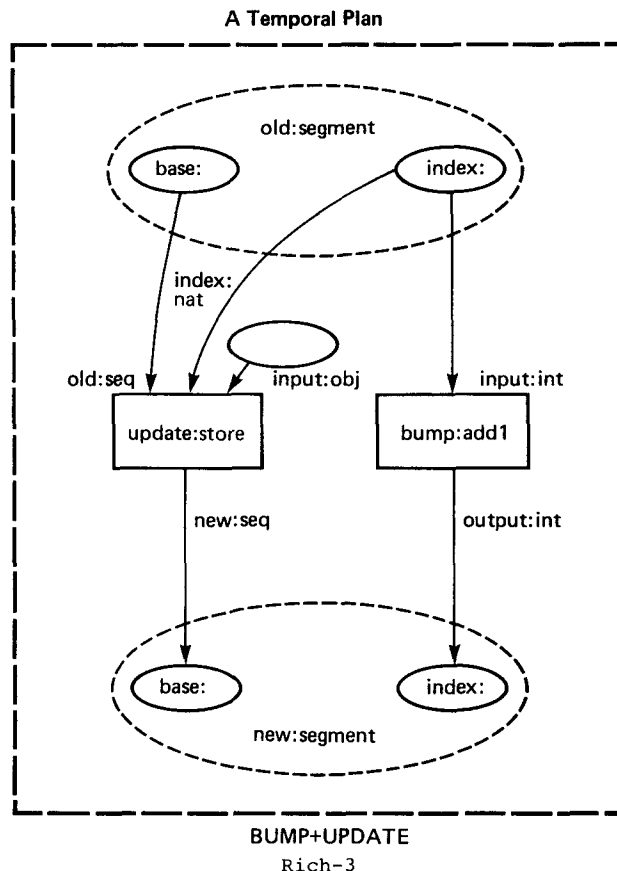 A Temporal Plan
old:segment
base:
index:
index:
nat
old:seq
input:obj
input:int
update:store
bump:add1
new:seq
output:int
base:
index:
new:segment
BUMP+UPDATE
Rich-3